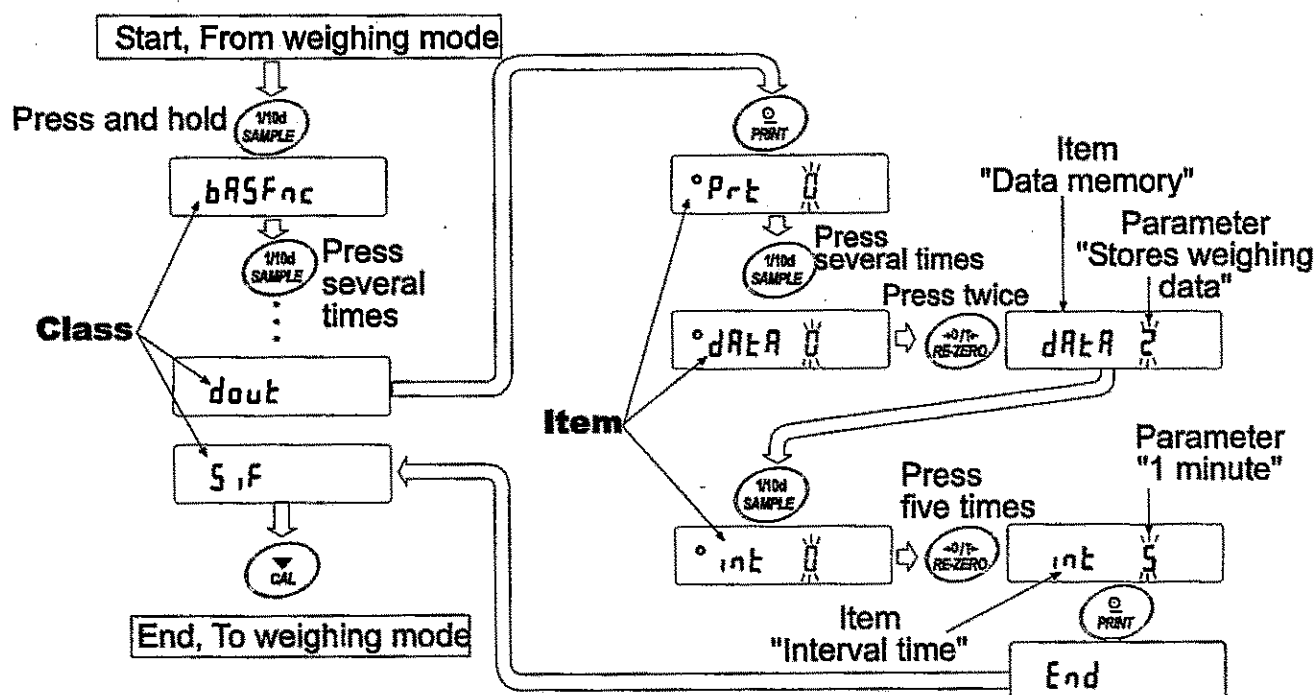 Start, From weighing mode
Press and hold
1/10d
SAMPLE
bASFnc
1/10d
SAMPLE
Press
several
times
Class
dout
S iF
CAL
End, To weighing mode
PRINT
Prt 0
1/10d
SAMPLE
Press
several times
Item
"Data memory"
Parameter
"Stores weighing
data"
Press twice
dAtA 0
→0/T←
RE-ZERO
dAtA 2
Item
1/10d
SAMPLE
Press
five times
Parameter
"1 minute"
int 0
→0/T←
RE-ZERO
int 5
Item
"Interval time"
PRINT
End